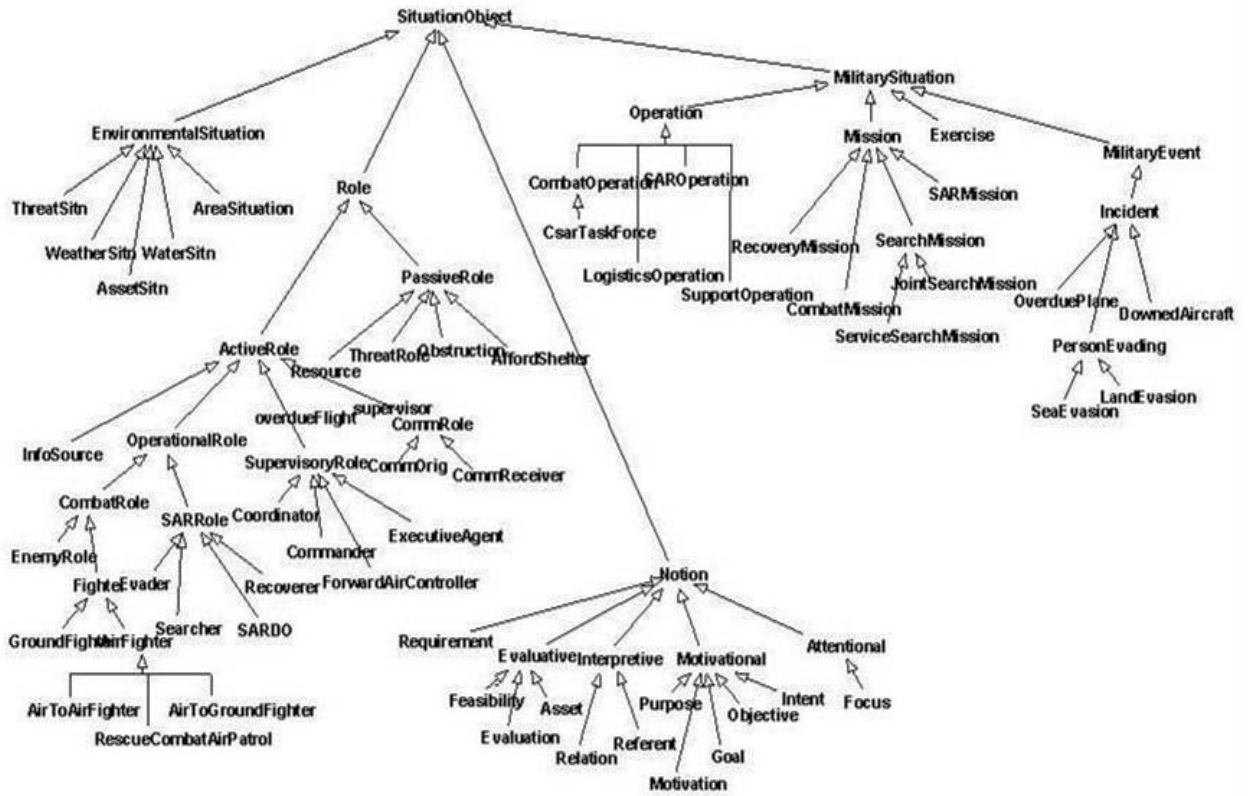 SituationObject
MilitarySituation
Operation
EnvironmentalSituation
Mission
Exercise
MilitaryEvent
CombatOperation
SAROperation
Role
SARMission
ThreatSitn
AreaSituation
Incident
CsarTaskForce
WeatherSitn
WaterSitn
RecoveryMission
SearchMission
AssetSitn
PassiveRole
LogisticsOperation
JointSearchMission
SupportOperation
OverduePlane
CombatMission
DownedAircraft
ServiceSearchMission
ActiveRole
ThreatRole
Obstruction
AffordShelter
PersonEvading
Resource
LandEvasion
overdueFlight
supervisor
SeaEvasion
CommRole
InfoSource
OperationalRole
SupervisoryRole
CommOrig
CommReceiver
CombatRole
SARRole
Coordinator
ExecutiveAgent
EnemyRole
Commander
Fighter
Evader
Recoverer
ForwardAirController
Notion
GroundFighter
AirFighter
Searcher
SARDO
Requirement
Evaluative
Interpretive
Motivational
Attentional
Feasibility
Asset
Purpose
Objective
Intent
Focus
AirToAirFighter
AirToGroundFighter
RescueCombatAirPatrol
Evaluation
Relation
Referent
Goal
Motivation